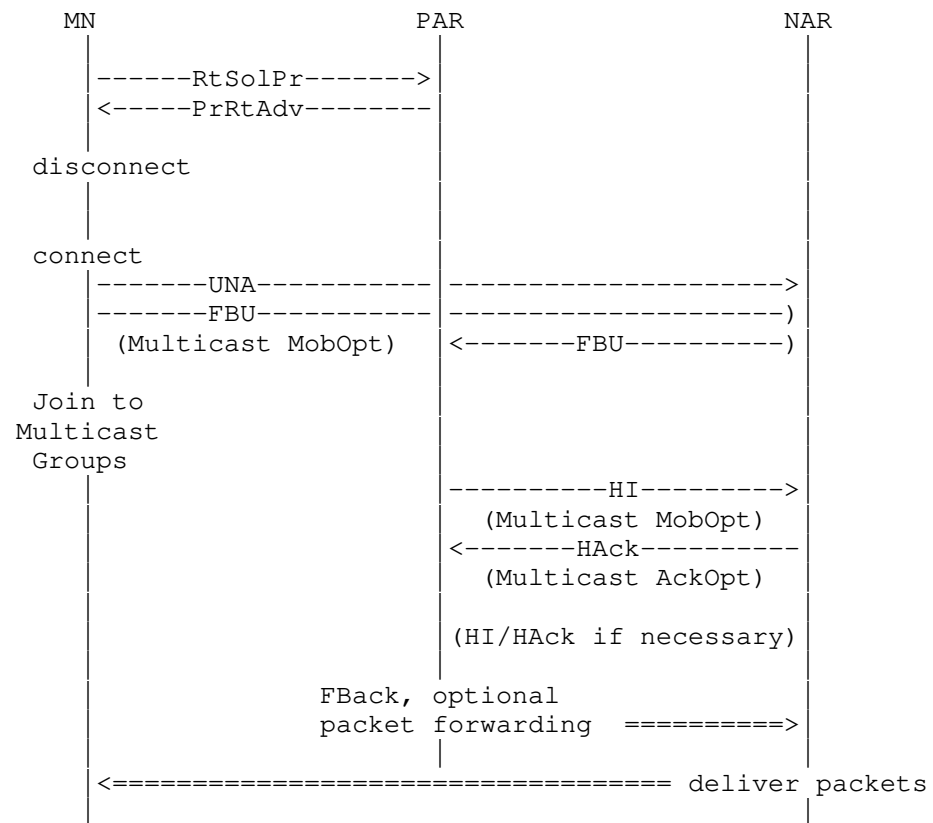 MN PAR NAR
------RtSolPr------->
<-----PrRtAdv--------
disconnect
connect
-------UNA-----------|--------------------->
-------FBU-----------|---------------------)
(Multicast MobOpt) <-------FBU----------)
Join to
Multicast
Groups
----------HI--------->
(Multicast MobOpt)
<-------HAck----------
(Multicast AckOpt)
(HI/HAck if necessary)
FBack, optional
packet forwarding ==========>
<=================================== deliver packets